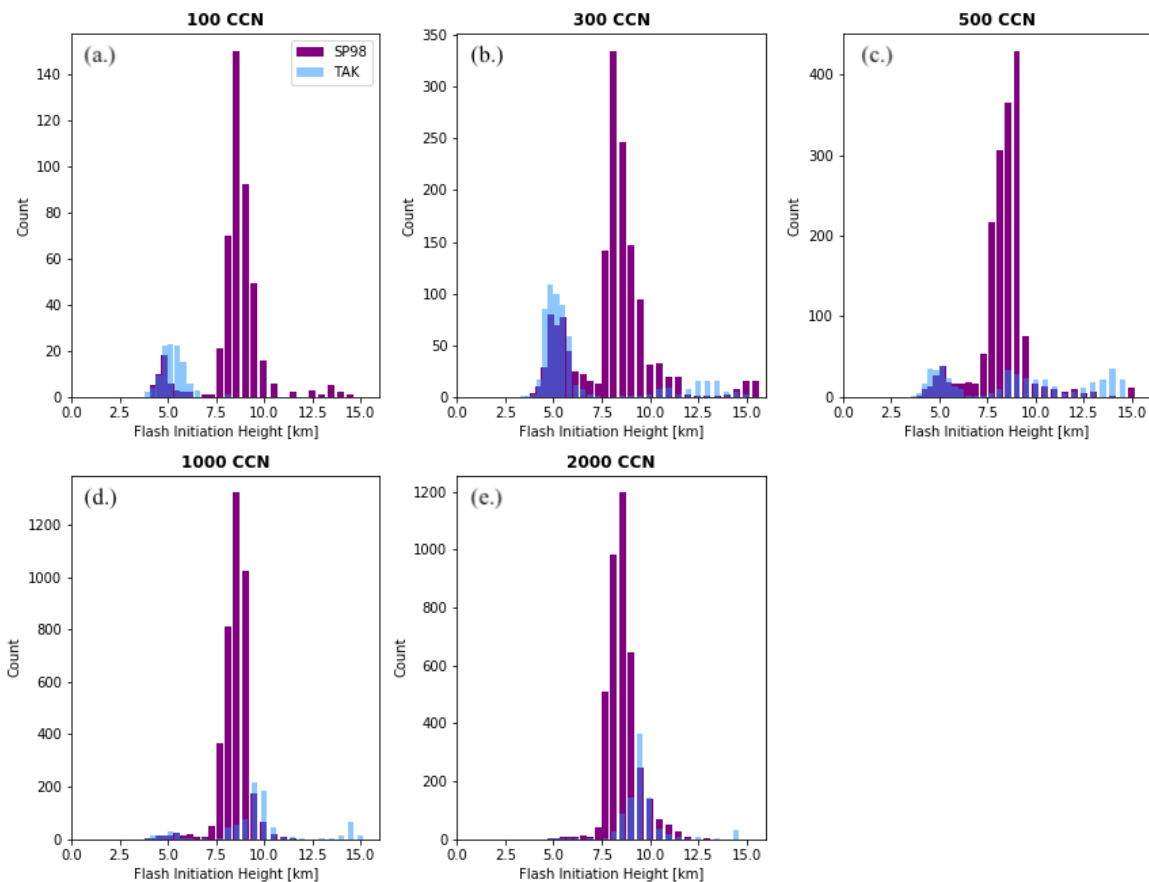 100 CCN
(a.)
SP98
TAK
140
120
100
80
60
40
20
0
Count
0.0 2.5 5.0 7.5 10.0 12.5 15.0
Flash Initiation Height [km]
300 CCN
(b.)
350
300
250
200
150
100
50
0
Count
0.0 2.5 5.0 7.5 10.0 12.5 15.0
Flash Initiation Height [km]
500 CCN
(c.)
400
300
200
100
0
Count
0.0 2.5 5.0 7.5 10.0 12.5 15.0
Flash Initiation Height [km]
1000 CCN
(d.)
1200
1000
800
600
400
200
0
Count
0.0 2.5 5.0 7.5 10.0 12.5 15.0
Flash Initiation Height [km]
2000 CCN
(e.)
1200
1000
800
600
400
200
0
Count
0.0 2.5 5.0 7.5 10.0 12.5 15.0
Flash Initiation Height [km]